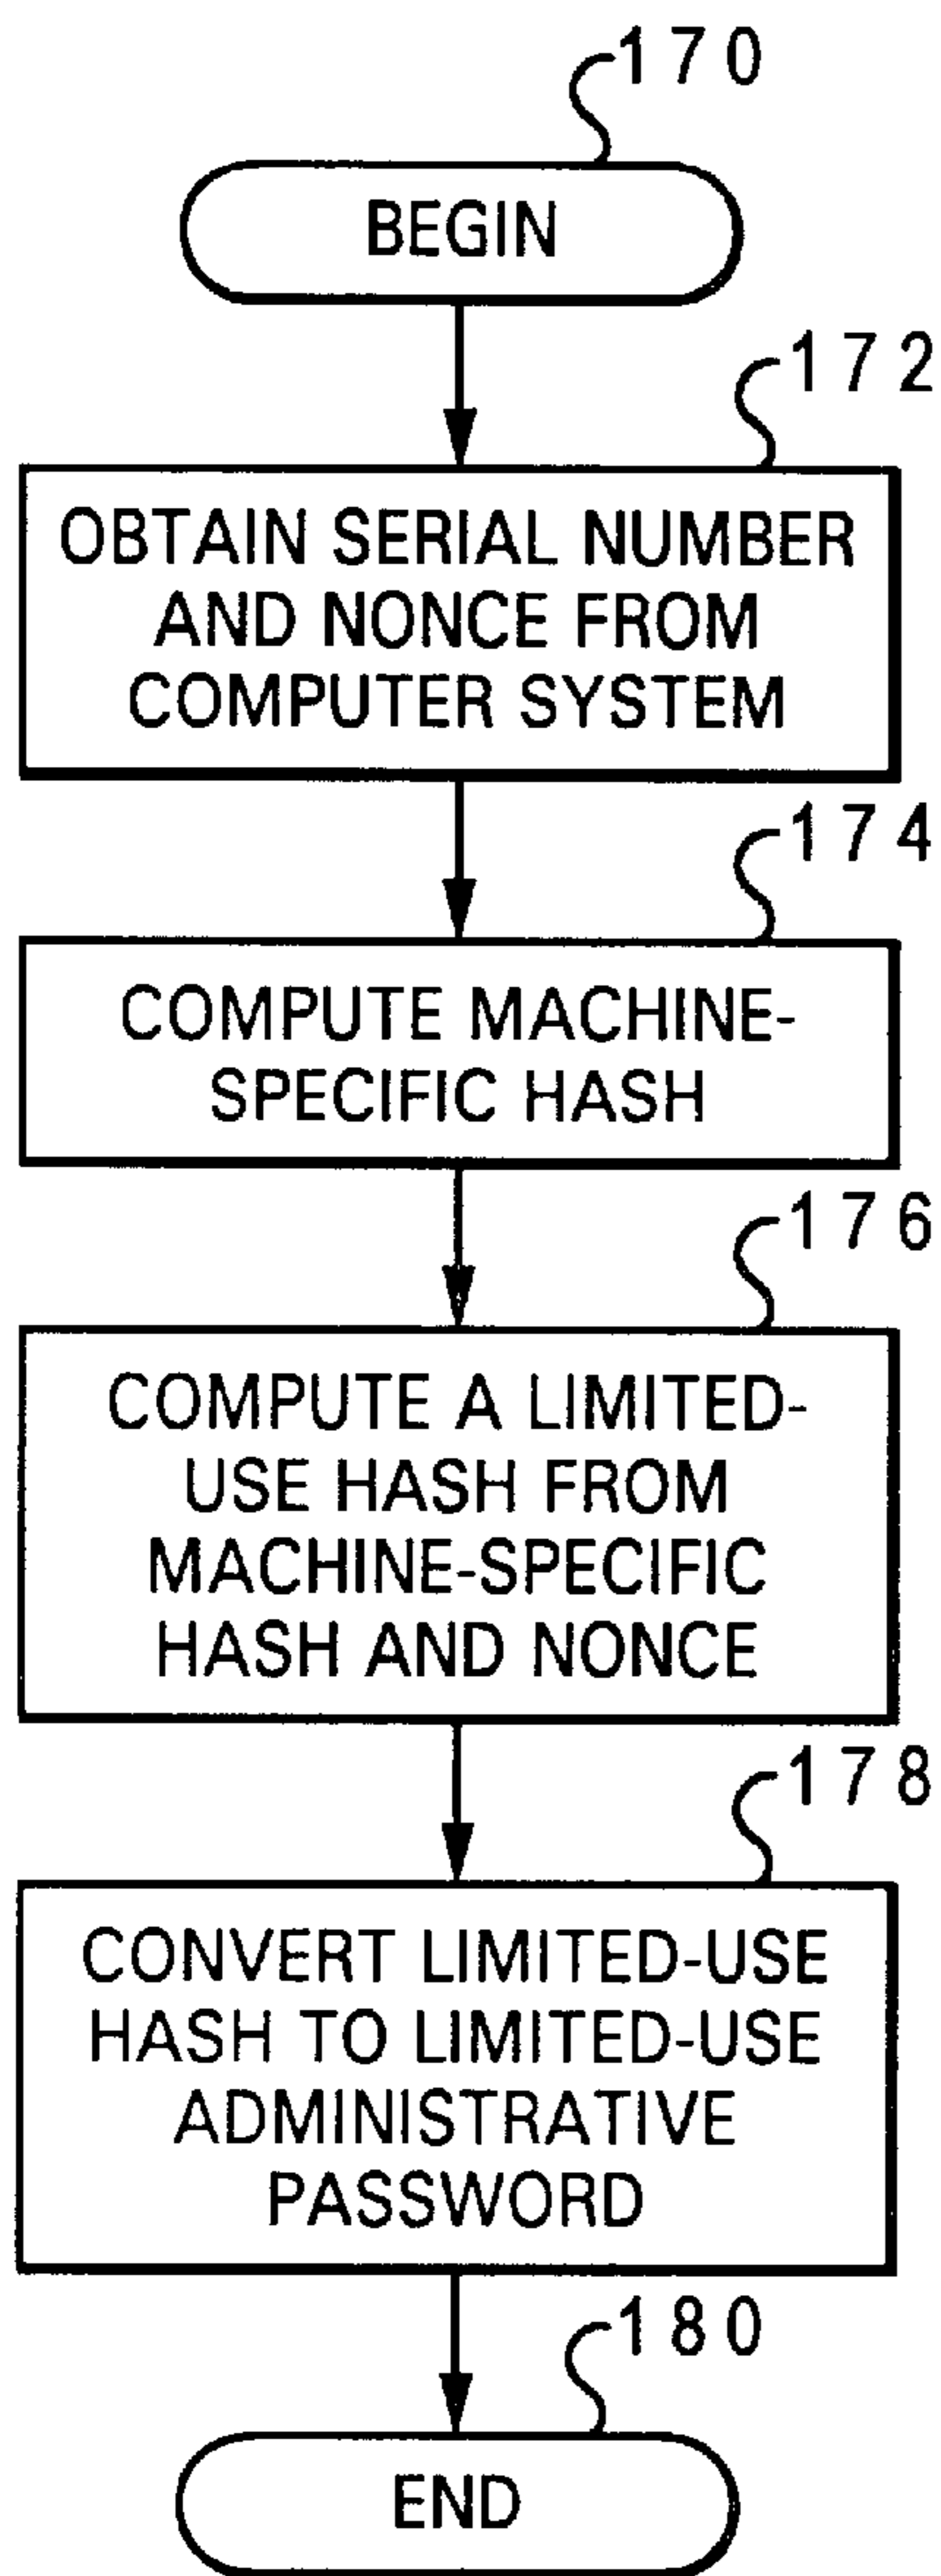 170
BEGIN
172
OBTAIN SERIAL NUMBER
AND NONCE FROM
COMPUTER SYSTEM
174
COMPUTE MACHINE-
SPECIFIC HASH
176
COMPUTE A LIMITED-
USE HASH FROM
MACHINE-SPECIFIC
HASH AND NONCE
178
CONVERT LIMITED-USE
HASH TO LIMITED-USE
ADMINISTRATIVE
PASSWORD
180
END